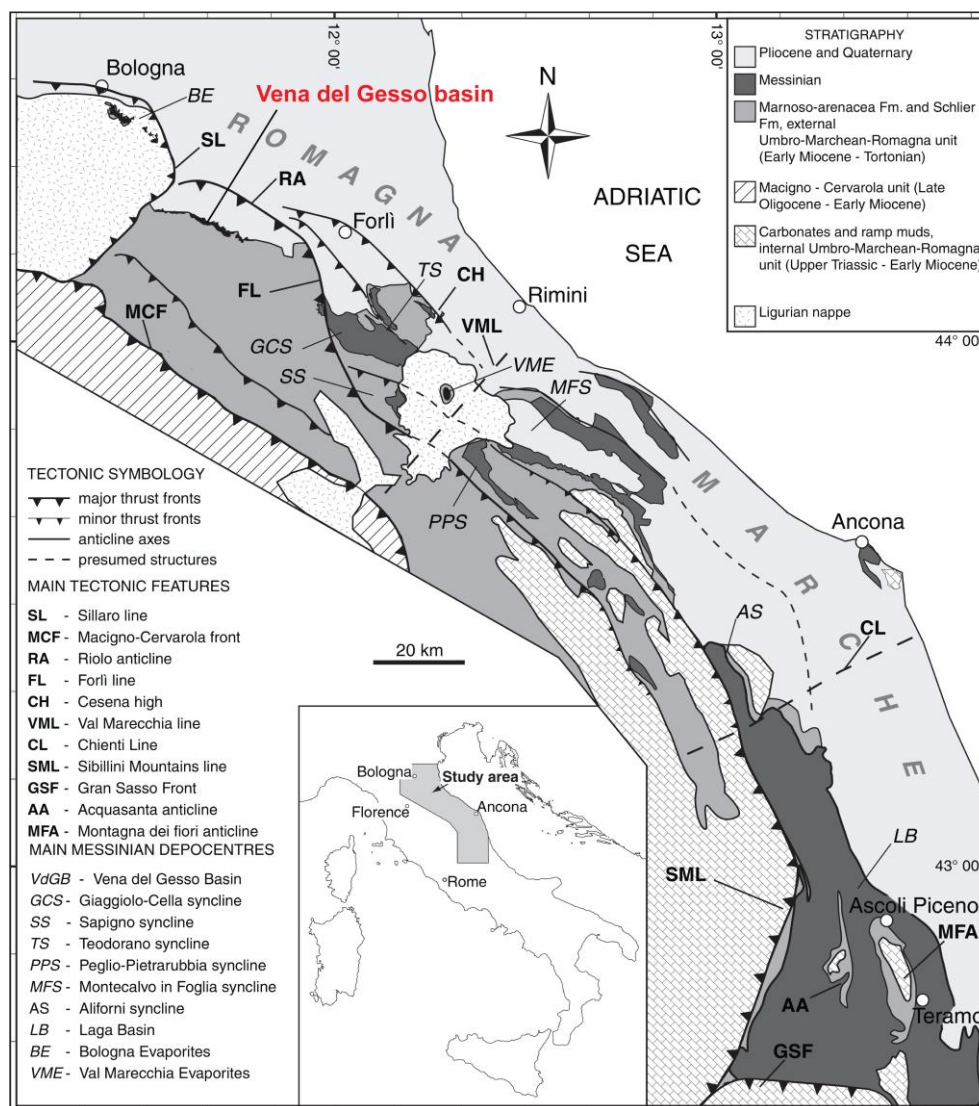 12° 00'
13° 00'
Bologna
BE
Vena del Gesso basin
SL
ROMAGNA
RA
Forlì
N
ADRIATIC
SEA
TS
CH
FL
Rimini
MCF
VML
44° 00'
GCS
VME
MFS
SS
PPS
MARCHE
Ancona
AS
CL
20 km
LB
43° 00'
SML
Ascoli Piceno
MFA
AA
Teramo
GSF
STRATIGRAPHY
Pliocene and Quaternary
Messinian
Marnoso-arenacea Fm. and Schlier
Fm, external
Umbro-Marchean-Romagna unit
(Early Miocene - Tortonian)
Macigno - Cervarola unit (Late
Oligocene - Early Miocene)
Carbonates and ramp muds,
internal Umbro-Marchean-Romagna
unit (Upper Triassic - Early Miocene)
Ligurian nappe
TECTONIC SYMBOLOGY
major thrust fronts
minor thrust fronts
anticline axes
presumed structures
MAIN TECTONIC FEATURES
SL - Sillaro line
MCF - Macigno-Cervarola front
RA - Riolo anticline
FL - Forlì line
CH - Cesena high
VML - Val Marecchia line
CL - Chienti Line
SML - Sibillini Mountains line
GSF - Gran Sasso Front
AA - Acquasanta anticline
MFA - Montagna dei fiori anticline
MAIN MESSINIAN DEPOCENTRES
VdGB - Vena del Gesso Basin
GCS - Giaggiolo-Cella syncline
SS - Sapigno syncline
TS - Teodorano syncline
PPS - Peglio-Pietrarubbia syncline
MFS - Montecalvo in Foglia syncline
AS - Aliforni syncline
LB - Laga Basin
BE - Bologna Evaporites
VME - Val Marecchia Evaporites
Bologna
Study area
Florence
Ancona
Rome